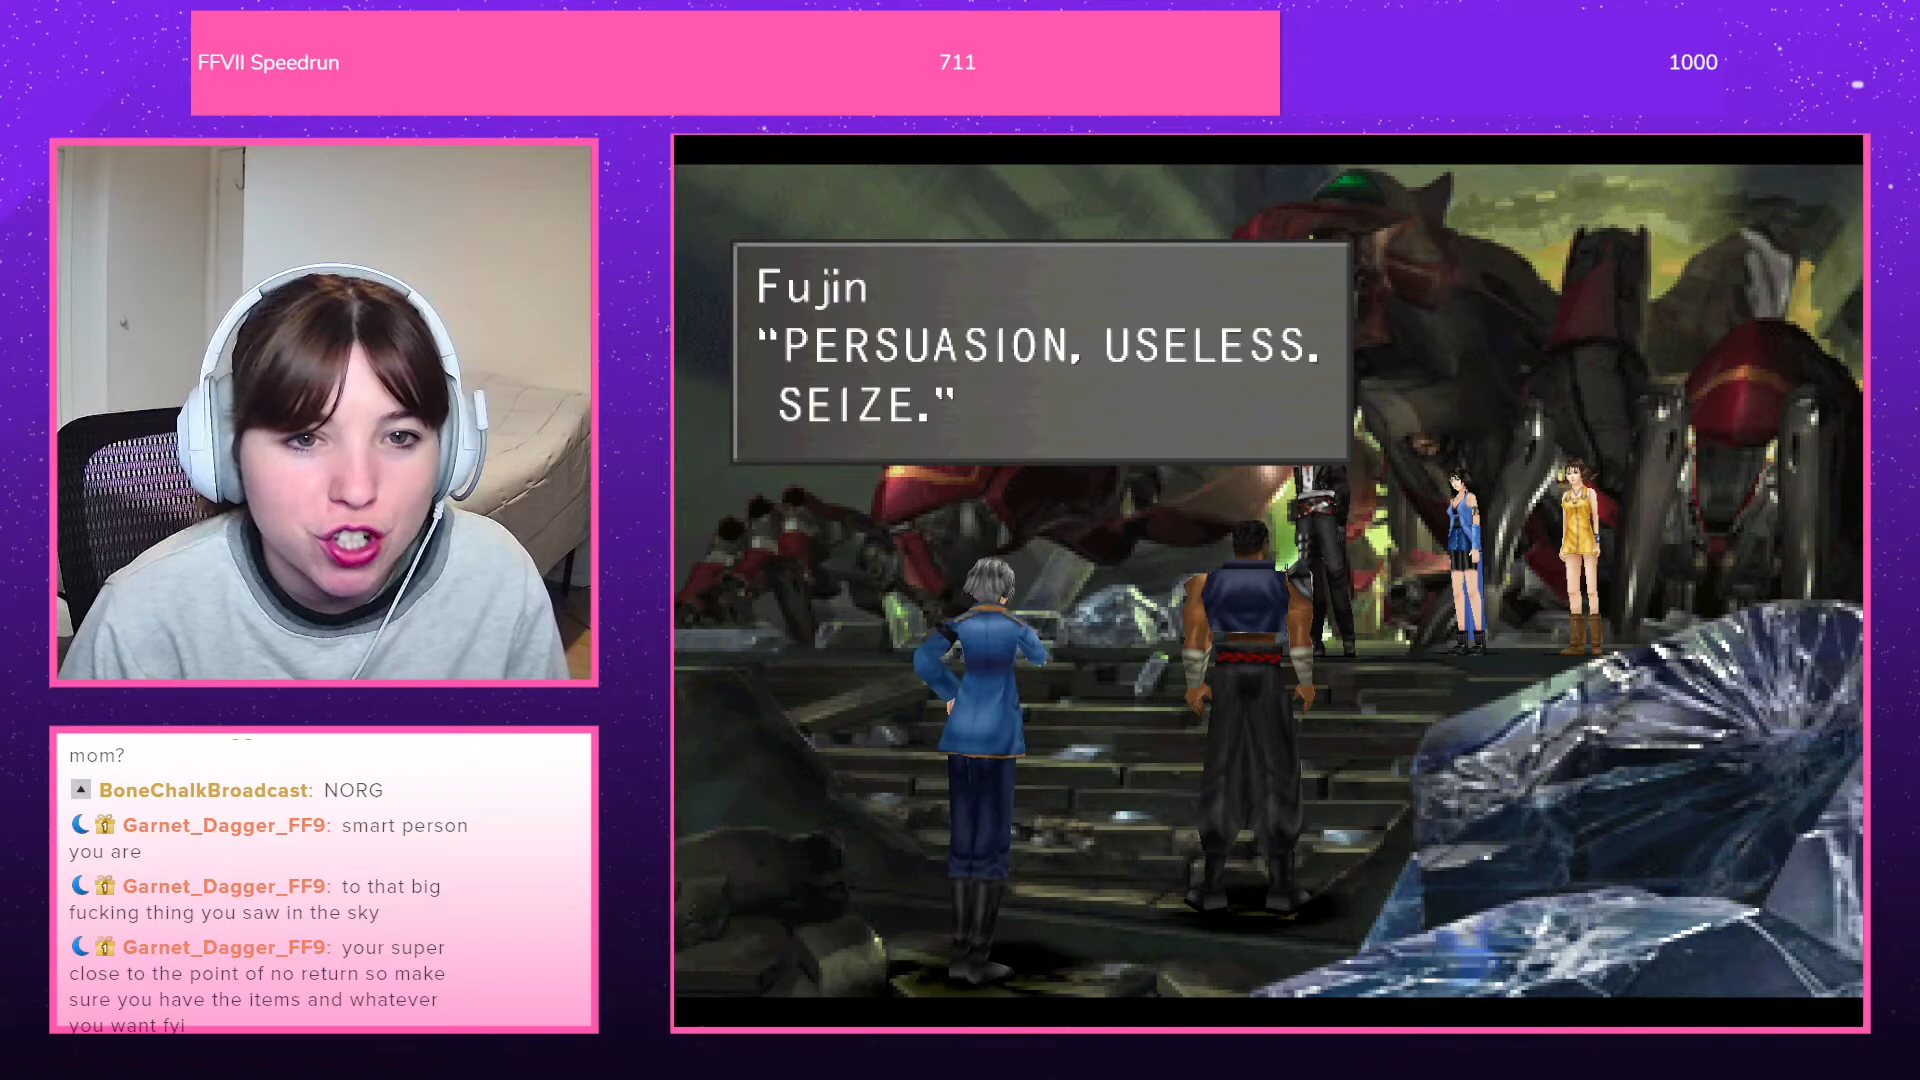 FFVII Speedrun 711 1000
Fujin
“PERSUASION, USELESS.
SEIZE.”
mom?
BoneChalkBroadcast: NORG
Garnet_Dagger_FF9: smart person
you are
Garnet_Dagger_FF9: to that big
fucking thing you saw in the sky
Garnet_Dagger_FF9: your super
close to the point of no return so make
sure you have the items and whatever
you want fyi